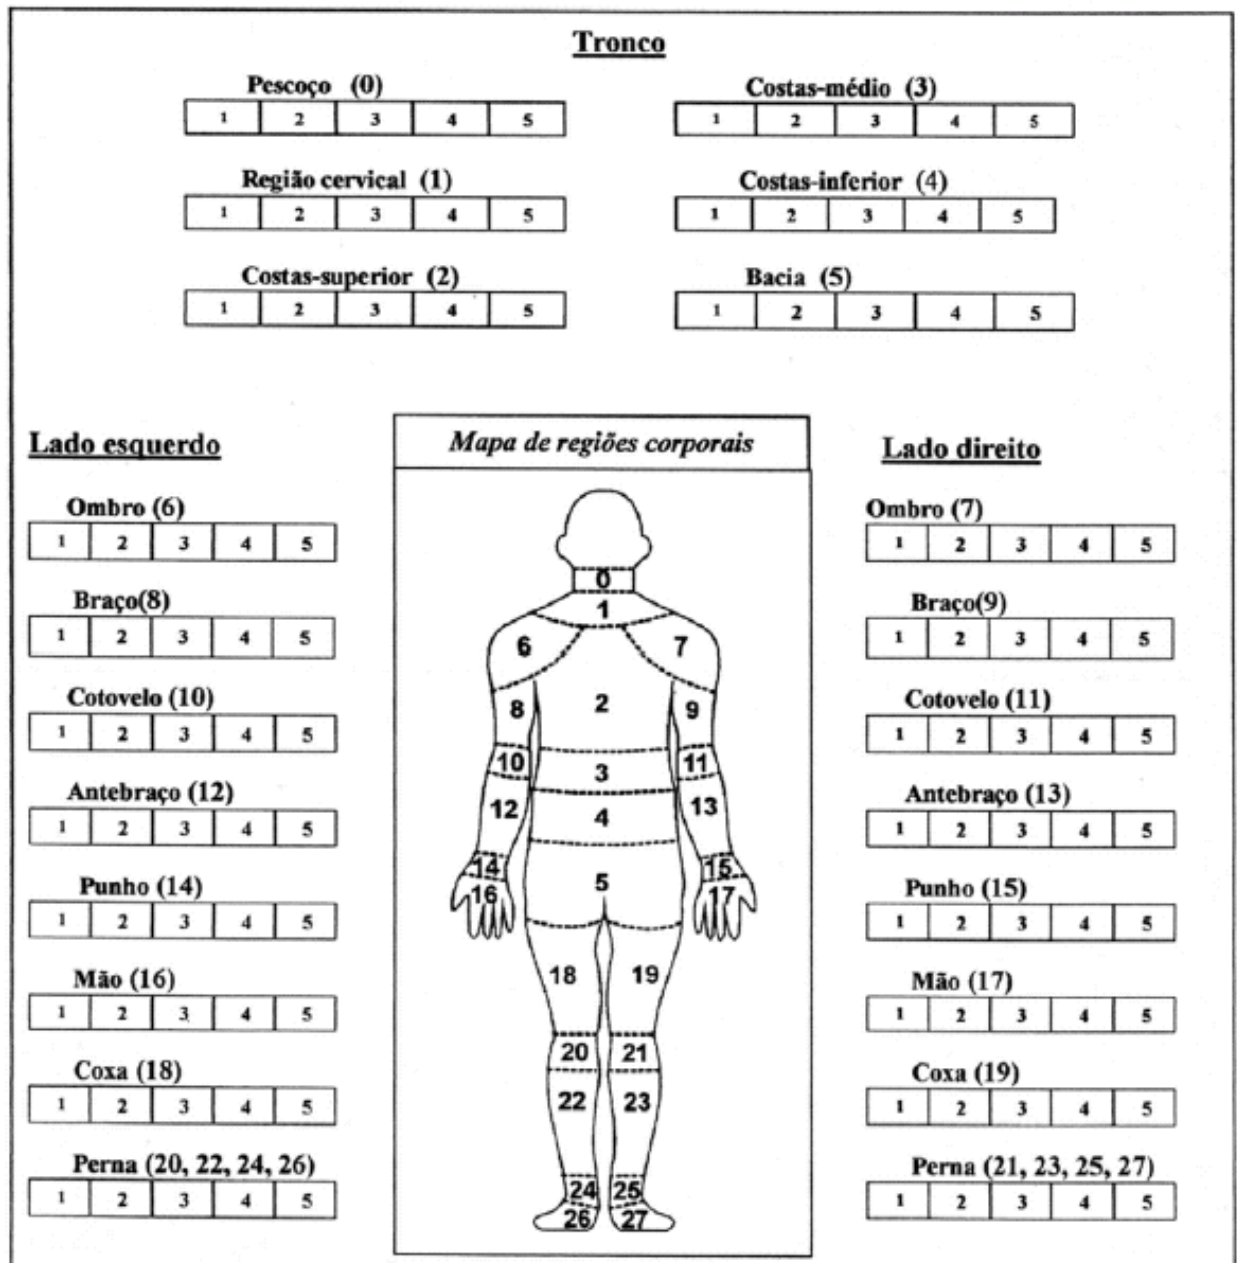 Tronco
Pescoço (0)
1 2 3 4 5
Costas-médio (3)
1 2 3 4 5
Região cervical (1)
1 2 3 4 5
Costas-inferior (4)
1 2 3 4 5
Costas-superior (2)
1 2 3 4 5
Bacia (5)
1 2 3 4 5
Lado esquerdo
Ombro (6)
1 2 3 4 5
Braço(8)
1 2 3 4 5
Cotovelo (10)
1 2 3 4 5
Antebraço (12)
1 2 3 4 5
Punho (14)
1 2 3 4 5
Mão (16)
1 2 3 4 5
Coxa (18)
1 2 3 4 5
Perna (20, 22, 24, 26)
1 2 3 4 5
Mapa de regiões corporais
0
1
6 7
2
8 9
10 3 11
12 4 13
14 15
16 5 17
18 19
20 21
22 23
24 25
26 27
Lado direito
Ombro (7)
1 2 3 4 5
Braço(9)
1 2 3 4 5
Cotovelo (11)
1 2 3 4 5
Antebraço (13)
1 2 3 4 5
Punho (15)
1 2 3 4 5
Mão (17)
1 2 3 4 5
Coxa (19)
1 2 3 4 5
Perna (21, 23, 25, 27)
1 2 3 4 5